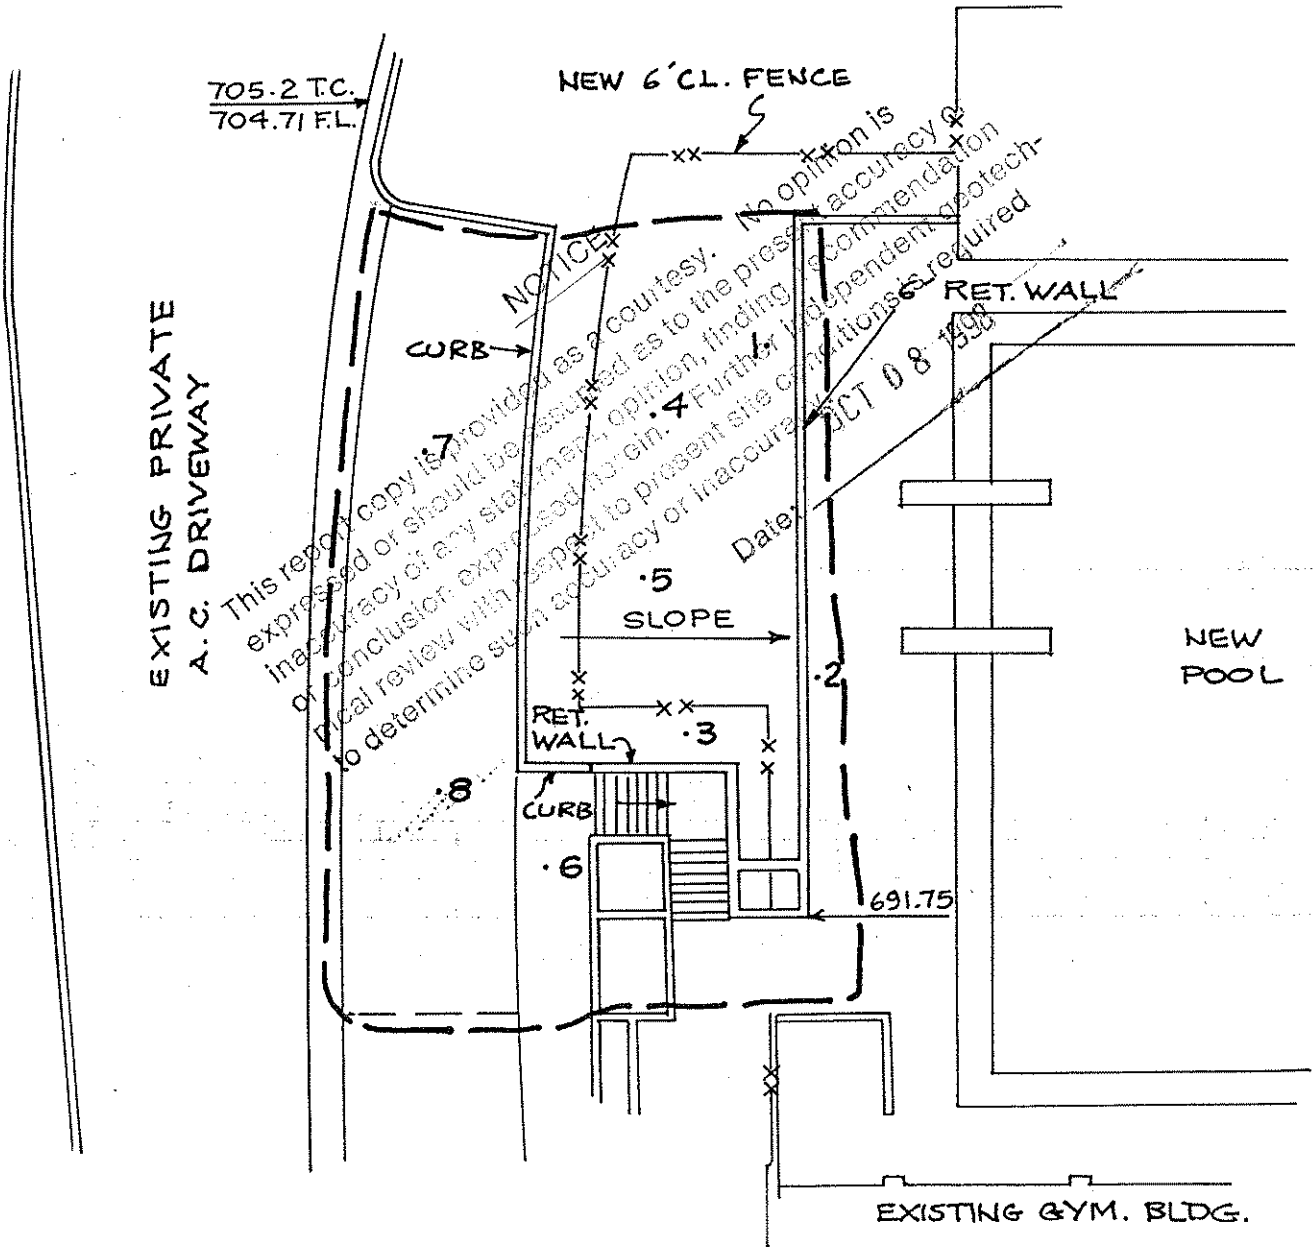 705.2 T.C.
704.71 F.L.
NEW 6' CL. FENCE
NOTICE
This report copy is provided as a courtesy. No opinion is
expressed or should be assumed as to the present accuracy or
inaccuracy of any statement, opinion, finding, recommendation
or conclusion expressed herein. Further independent geotech-
nical review with respect to present site conditions is required
to determine such accuracy or inaccuracy.
Date:
OCT 08
6' RET. WALL
CURB
EXISTING PRIVATE
A.C. DRIVEWAY
.1
.4
.7
.5
SLOPE
.2
.3
RET.
WALL
CURB
.8
.6
NEW
POOL
691.75
EXISTING GYM. BLDG.